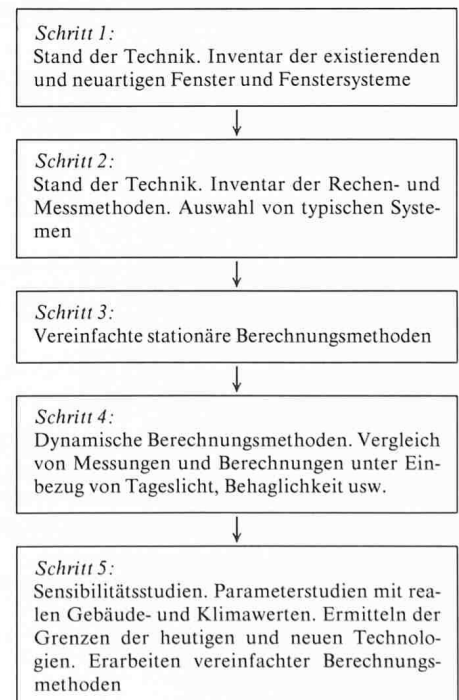 Schritt 1:
Stand der Technik. Inventar der existierenden
und neuartigen Fenster und Fenstersysteme
Schritt 2:
Stand der Technik. Inventar der Rechen- und
Messmethoden. Auswahl von typischen Syste-
men
Schritt 3:
Vereinfachte stationäre Berechnungsmethoden
Schritt 4:
Dynamische Berechnungsmethoden. Vergleich
von Messungen und Berechnungen unter Ein-
bezug von Tageslicht, Behaglichkeit usw.
Schritt 5:
Sensibilitätsstudien. Parameterstudien mit rea-
len Gebäude- und Klimawerten. Ermitteln der
Grenzen der heutigen und neuen Technolo-
gien. Erarbeiten vereinfachter Berechnungs-
methoden